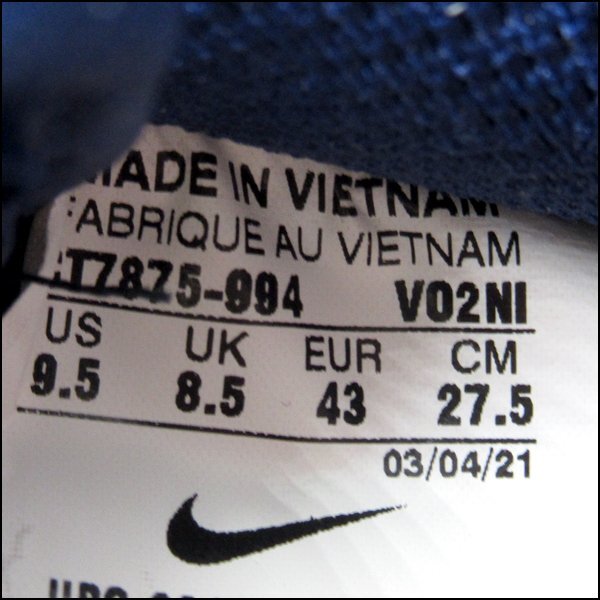 MADE IN VIETNAM
FABRIQUE AU VIETNAM
T7875-994 V02NI
US UK EUR CM
9.5 8.5 43 27.5
03/04/21